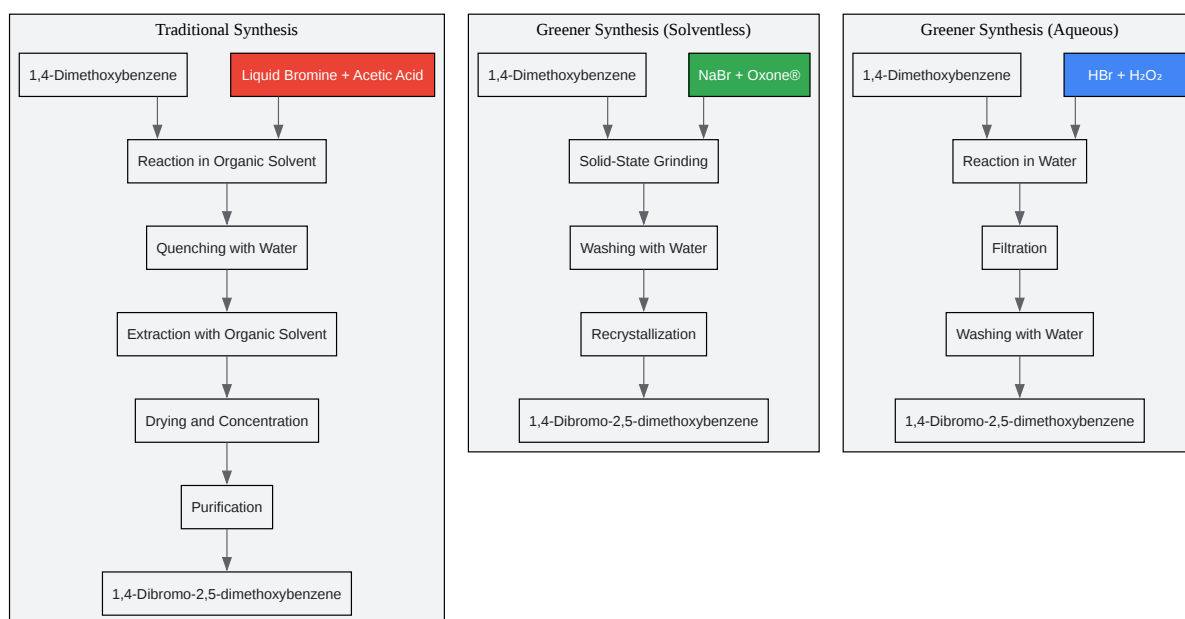 Traditional Synthesis
1,4-Dimethoxybenzene
Liquid Bromine + Acetic Acid
Reaction in Organic Solvent
Quenching with Water
Extraction with Organic Solvent
Drying and Concentration
Purification
1,4-Dibromo-2,5-dimethoxybenzene
Greener Synthesis (Solventless)
1,4-Dimethoxybenzene
NaBr + Oxone®
Solid-State Grinding
Washing with Water
Recrystallization
1,4-Dibromo-2,5-dimethoxybenzene
Greener Synthesis (Aqueous)
1,4-Dimethoxybenzene
HBr + H₂O₂
Reaction in Water
Filtration
Washing with Water
1,4-Dibromo-2,5-dimethoxybenzene